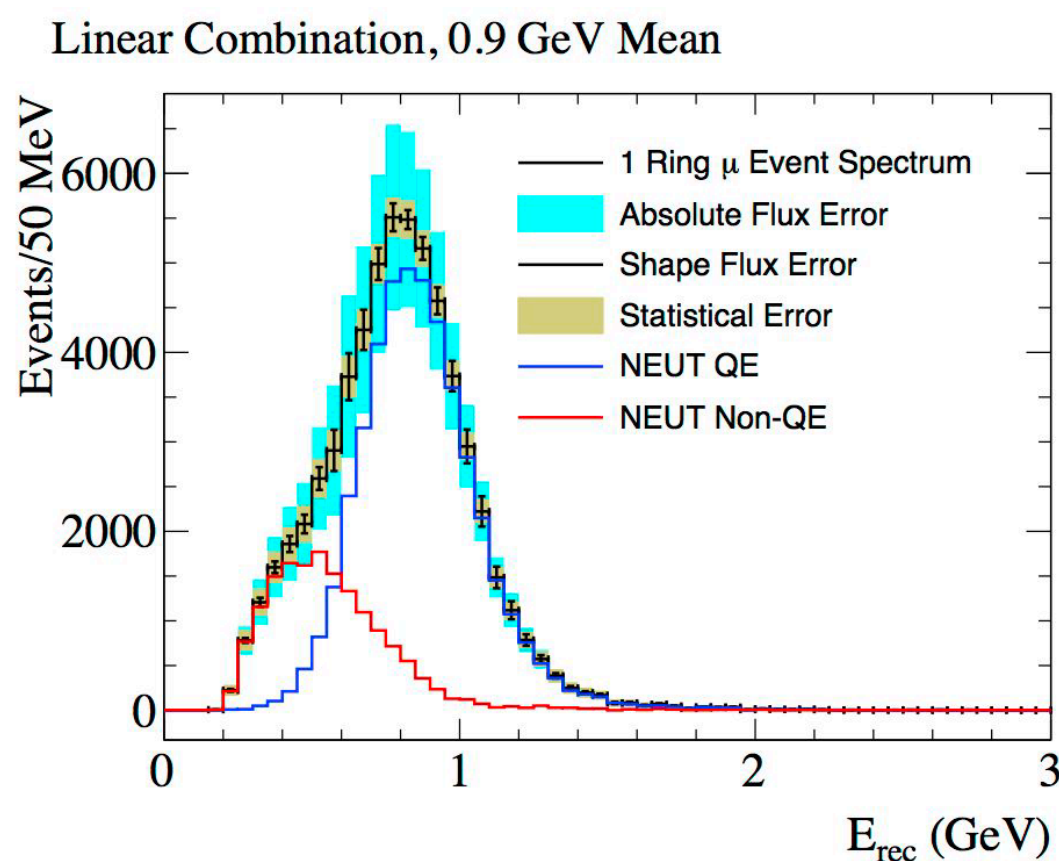 Linear Combination, 0.9 GeV Mean
Events/50 MeV
6000
4000
2000
0
1 Ring μ Event Spectrum
Absolute Flux Error
Shape Flux Error
Statistical Error
NEUT QE
NEUT Non-QE
0 1 2 3
E_rec (GeV)